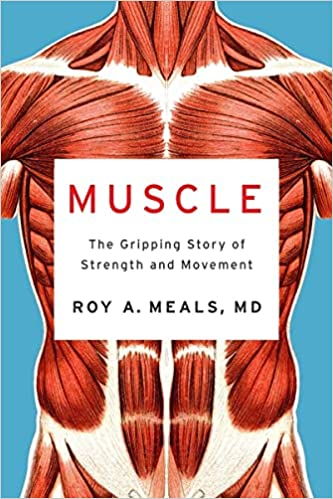 MUSCLE
The Gripping Story of
Strength and Movement
ROY A. MEALS, MD